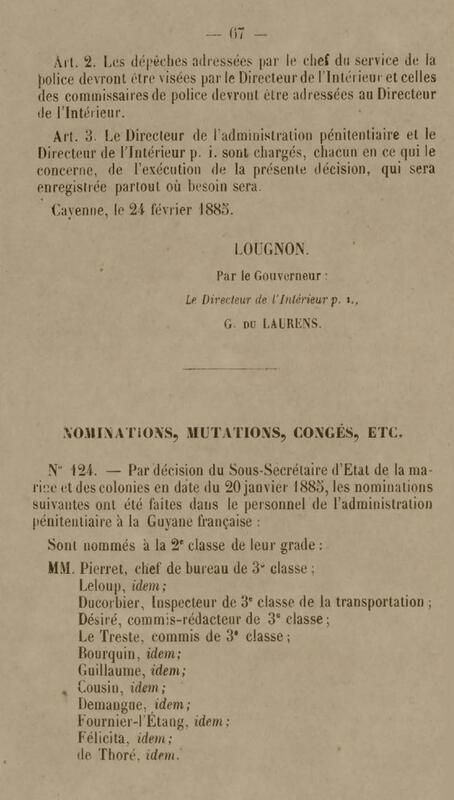 — 67 —
Art. 2. Les dépêches adressées par le chef du service de la
police devront être visées par le Directeur de l'Intérieur et celles
des commissaires de police devront être adressées au Directeur
de l'Intérieur.
Art. 3. Le Directeur de l'administration pénitentiaire et le
Directeur de l'Intérieur p. i. sont chargés, chacun en ce qui le
concerne, de l'exécution de la présente décision, qui sera
enregistrée partout où besoin sera.
Cayenne, le 24 février 1885.
LOUGNON.
Par le Gouverneur :
Le Directeur de l'Intérieur p. i.,
G. DU LAURENS.
NOMINATIONS, MUTATIONS, CONGÉS, ETC.
N° 124. — Par décision du Sous-Secrétaire d'Etat de la ma-
rine et des colonies en date du 20 janvier 1885, les nominations
suivantes ont été faites dans le personnel de l'administration
pénitentiaire à la Guyane française :
Sont nommés à la 2e classe de leur grade :
MM. Pierret, chef de bureau de 3e classe ;
Leloup, idem ;
Ducorbier, Inspecteur de 3e classe de la transportation ;
Désiré, commis-rédacteur de 3e classe ;
Le Treste, commis de 3e classe ;
Bourquin, idem ;
Guillaume, idem ;
Cousin, idem ;
Demangne, idem ;
Fournier-l'Étang, idem ;
Félicita, idem ;
de Thoré, idem.